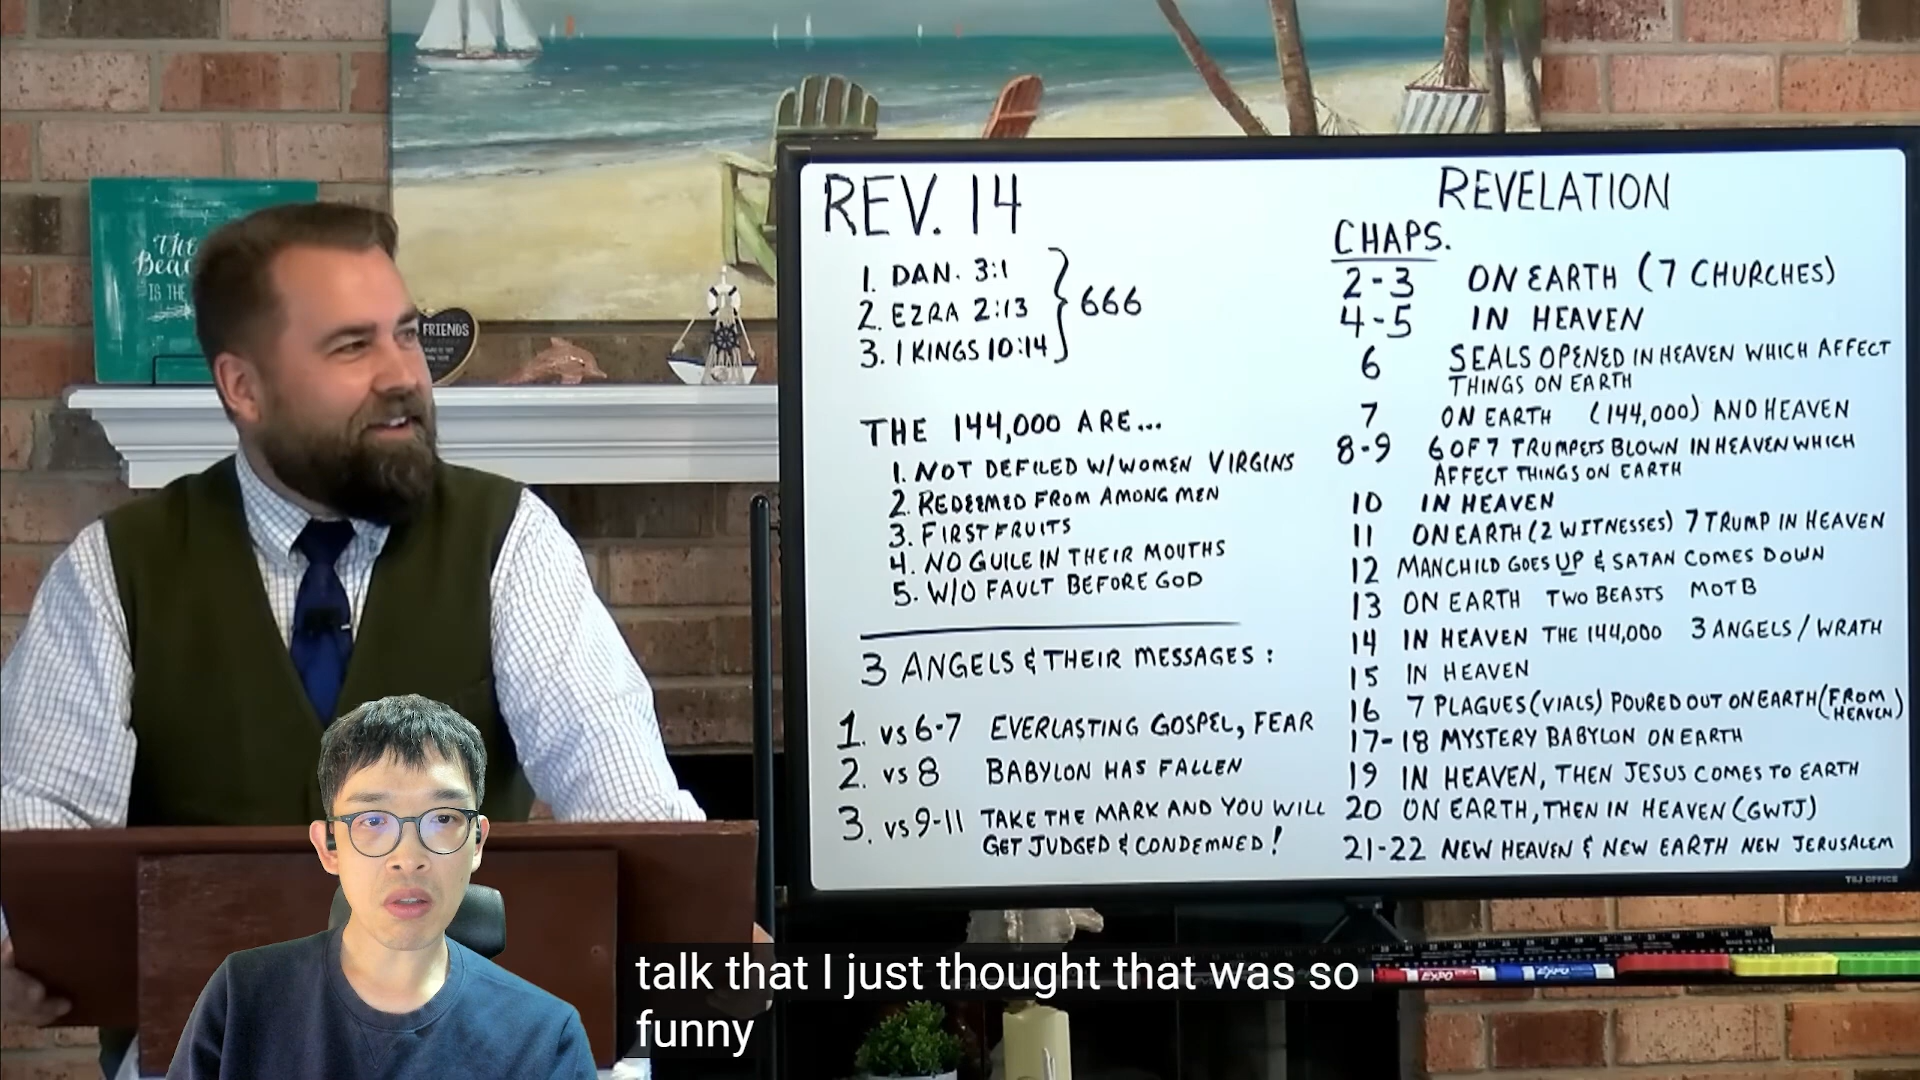 THE
IS THE
FRIENDS
REV. 14
1. DAN. 3:1
2. EZRA 2:13
3. 1 KINGS 10:14
666
THE 144,000 ARE...
1. NOT DEFILED W/WOMEN VIRGINS
2. REDEEMED FROM AMONG MEN
3. FIRST FRUITS
4. NO GUILE IN THEIR MOUTHS
5. W/O FAULT BEFORE GOD
3 ANGELS & THEIR MESSAGES:
1. vs 6-7 EVERLASTING GOSPEL, FEAR
2. vs 8 BABYLON HAS FALLEN
3. vs 9-11 TAKE THE MARK AND YOU WILL
GET JUDGED & CONDEMNED!
REVELATION
CHAPS.
2-3 ON EARTH (7 CHURCHES)
4-5 IN HEAVEN
6 SEALS OPENED IN HEAVEN WHICH AFFECT
THINGS ON EARTH
7 ON EARTH (144,000) AND HEAVEN
8-9 6 OF 7 TRUMPETS BLOWN IN HEAVEN WHICH
AFFECT THINGS ON EARTH
10 IN HEAVEN
11 ON EARTH (2 WITNESSES) 7 TRUMP IN HEAVEN
12 MANCHILD GOES UP & SATAN COMES DOWN
13 ON EARTH TWO BEASTS MOTB
14 IN HEAVEN THE 144,000 3 ANGELS / WRATH
15 IN HEAVEN
16 7 PLAGUES (VIALS) POURED OUT ON EARTH (FROM
HEAVEN)
17-18 MYSTERY BABYLON ON EARTH
19 IN HEAVEN, THEN JESUS COMES TO EARTH
20 ON EARTH, THEN IN HEAVEN (GWTJ)
21-22 NEW HEAVEN & NEW EARTH NEW JERUSALEM
TSJ OFFICE
EXPO
EXPO
talk that I just thought that was so
funny